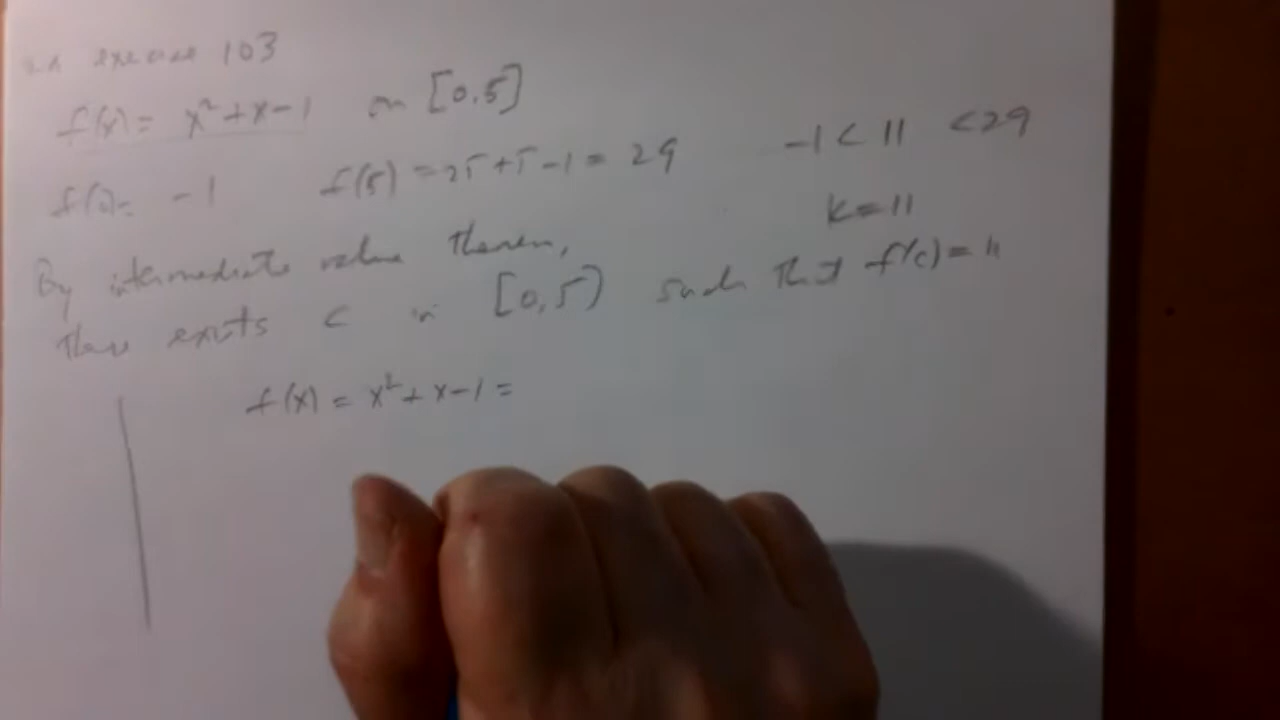 exercise 103
f(x) = x² + x - 1 on [0, 5]
f(0) = -1 f(5) = 25 + 5 - 1 = 29 -1 < 11 < 29
k = 11
By intermediate value theorem,
there exists c in [0, 5) such that f(c) = 11
f(x) = x² + x - 1 =